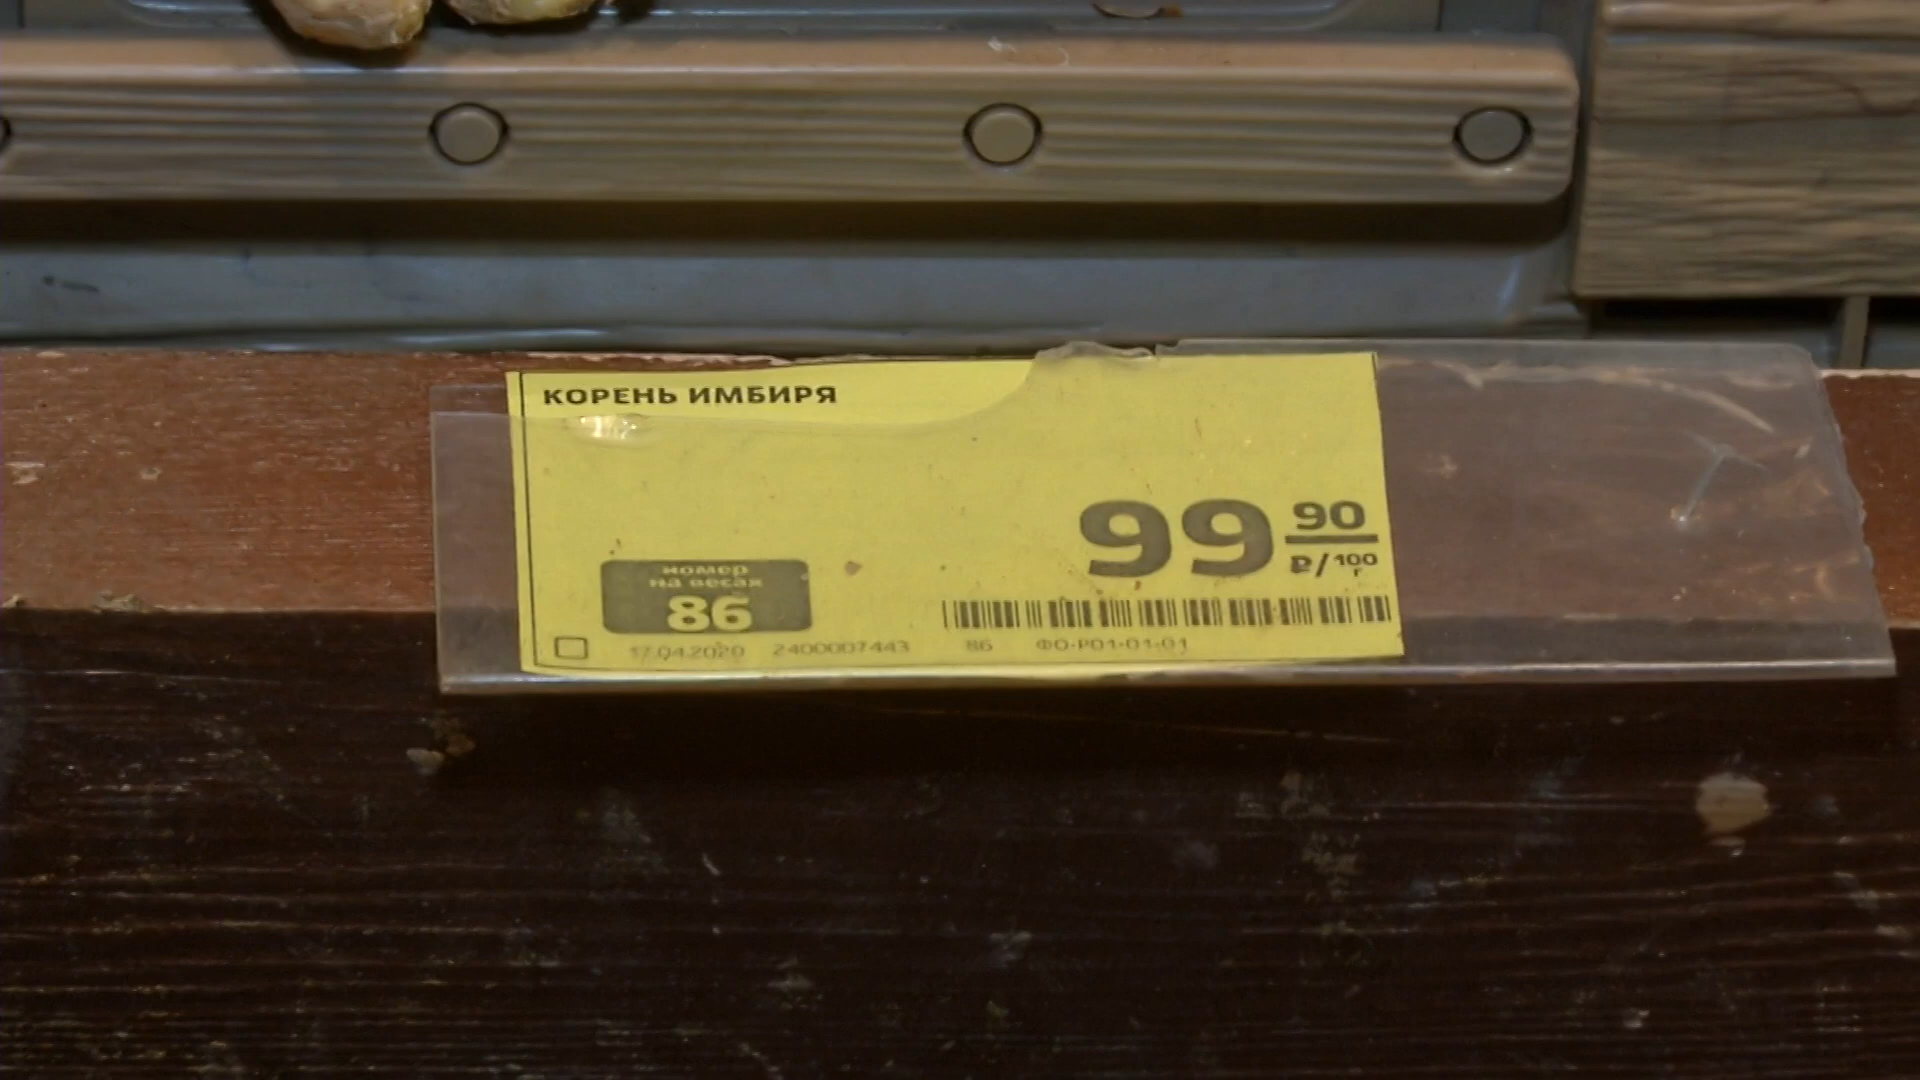 КОРЕНЬ ИМБИРЯ
99 90
₽/100
г
номер
на весах
86
17.04.2020 2400007443 86 ФО-Р01-01-01